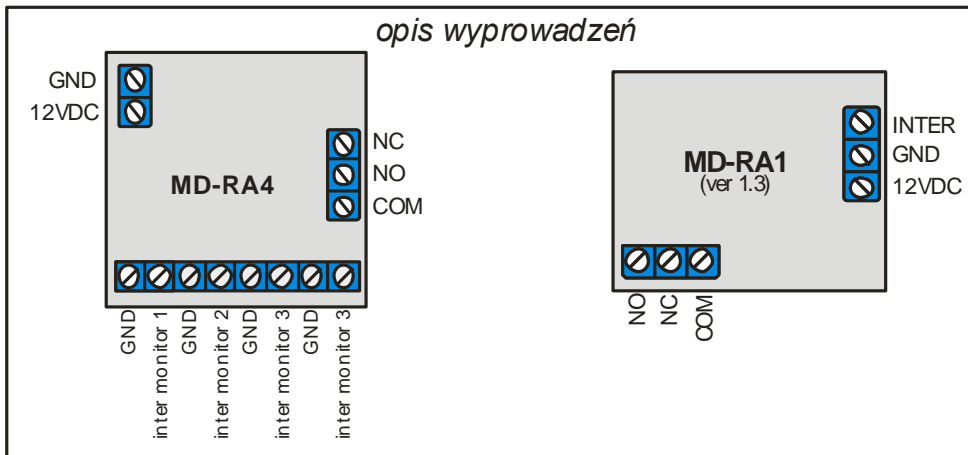 opis wyprowadzeń
GND
12VDC
NC
NO
COM
MD-RA4
GND
inter monitor 1
GND
inter monitor 2
GND
inter monitor 3
GND
inter monitor 3
MD-RA1
(ver 1.3)
INTER
GND
12VDC
NO
NC
COM